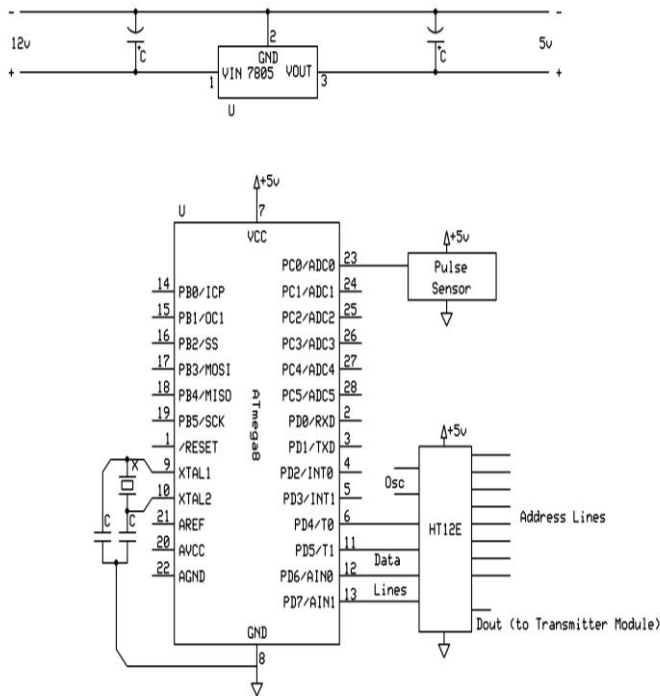 - -
2
12v GND 5v
+C +C
+ VIN 7805 VOUT +
1 3
U
+5v
U 7
VCC
PC0/ADC0 23 +5v
Pulse
Sensor
14 PB0/ICP PC1/ADC1 24
15 PB1/OC1 PC2/ADC2 25
16 PB2/SS PC3/ADC3 26
17 PB3/MOSI PC4/ADC4 27
18 PB4/MISO PC5/ADC5 28
19 PB5/SCK PD0/RXD 2
ATmega8
1 /RESET PD1/TXD 3
+5v
X 9 XTAL1 PD2/INT0 4
Osc
10 XTAL2 PD3/INT1 5
C C 21 AREF PD4/T0 6
HT12E Address Lines
20 AVCC PD5/T1 11
Data
22 AGND PD6/AIN0 12
Lines
PD7/AIN1 13
Dout (to Transmitter Module)
GND
8